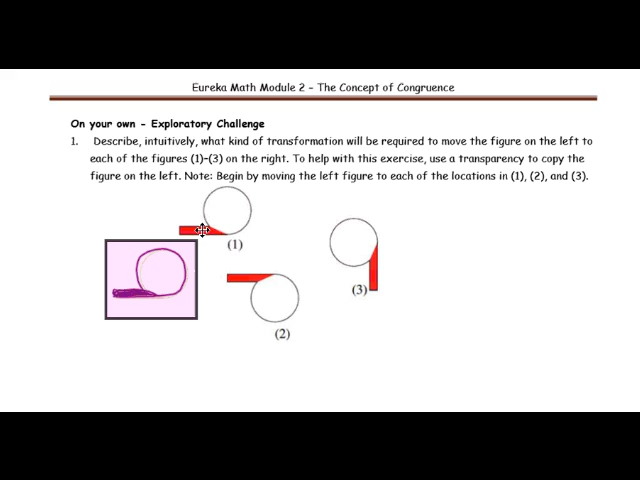 Eureka Math Module 2 – The Concept of Congruence
On your own - Exploratory Challenge
1. Describe, intuitively, what kind of transformation will be required to move the figure on the left to
each of the figures (1)–(3) on the right. To help with this exercise, use a transparency to copy the
figure on the left. Note: Begin by moving the left figure to each of the locations in (1), (2), and (3).
(1)
(3)
(2)